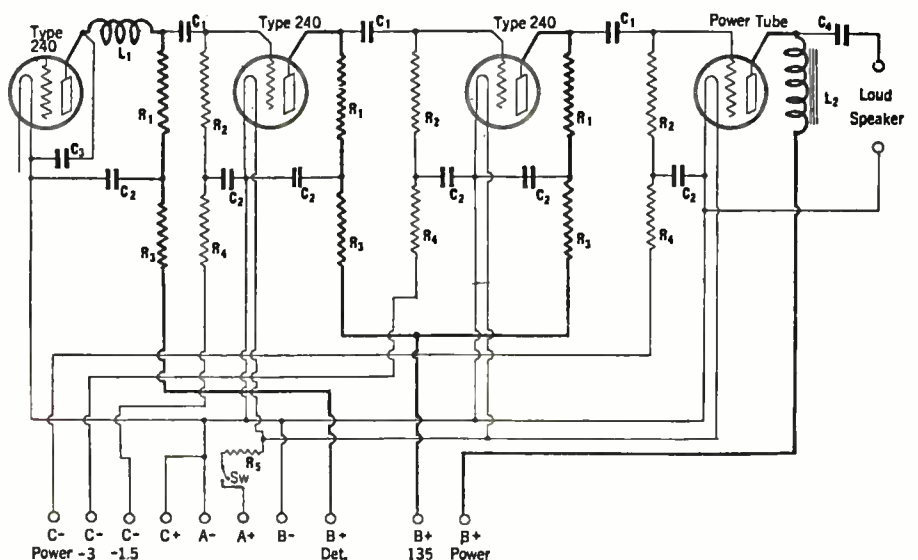 Type
240
L1
C1
Type 240
C1
Type 240
C1
Power Tube
C4
L2
Loud
Speaker
R1
R2
R1
R2
R1
R2
C3
C2
C2
C2
C2
C2
C2
R3
R4
R3
R4
R3
R4
R5
Sw
C- C- C- C+ A- A+ B- B+ B+ B+
Power -3 -1.5 Det. 135 Power